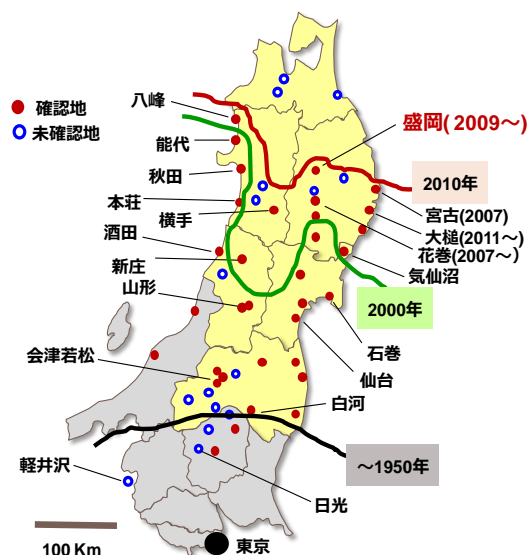 確認地
未確認地
八峰
能代
秋田
本荘
横手
酒田
新庄
山形
会津若松
軽井沢
盛岡( 2009～)
2010年
宮古(2007)
大槌(2011～)
花巻(2007～)
気仙沼
2000年
石巻
仙台
白河
～1950年
日光
東京
100 Km